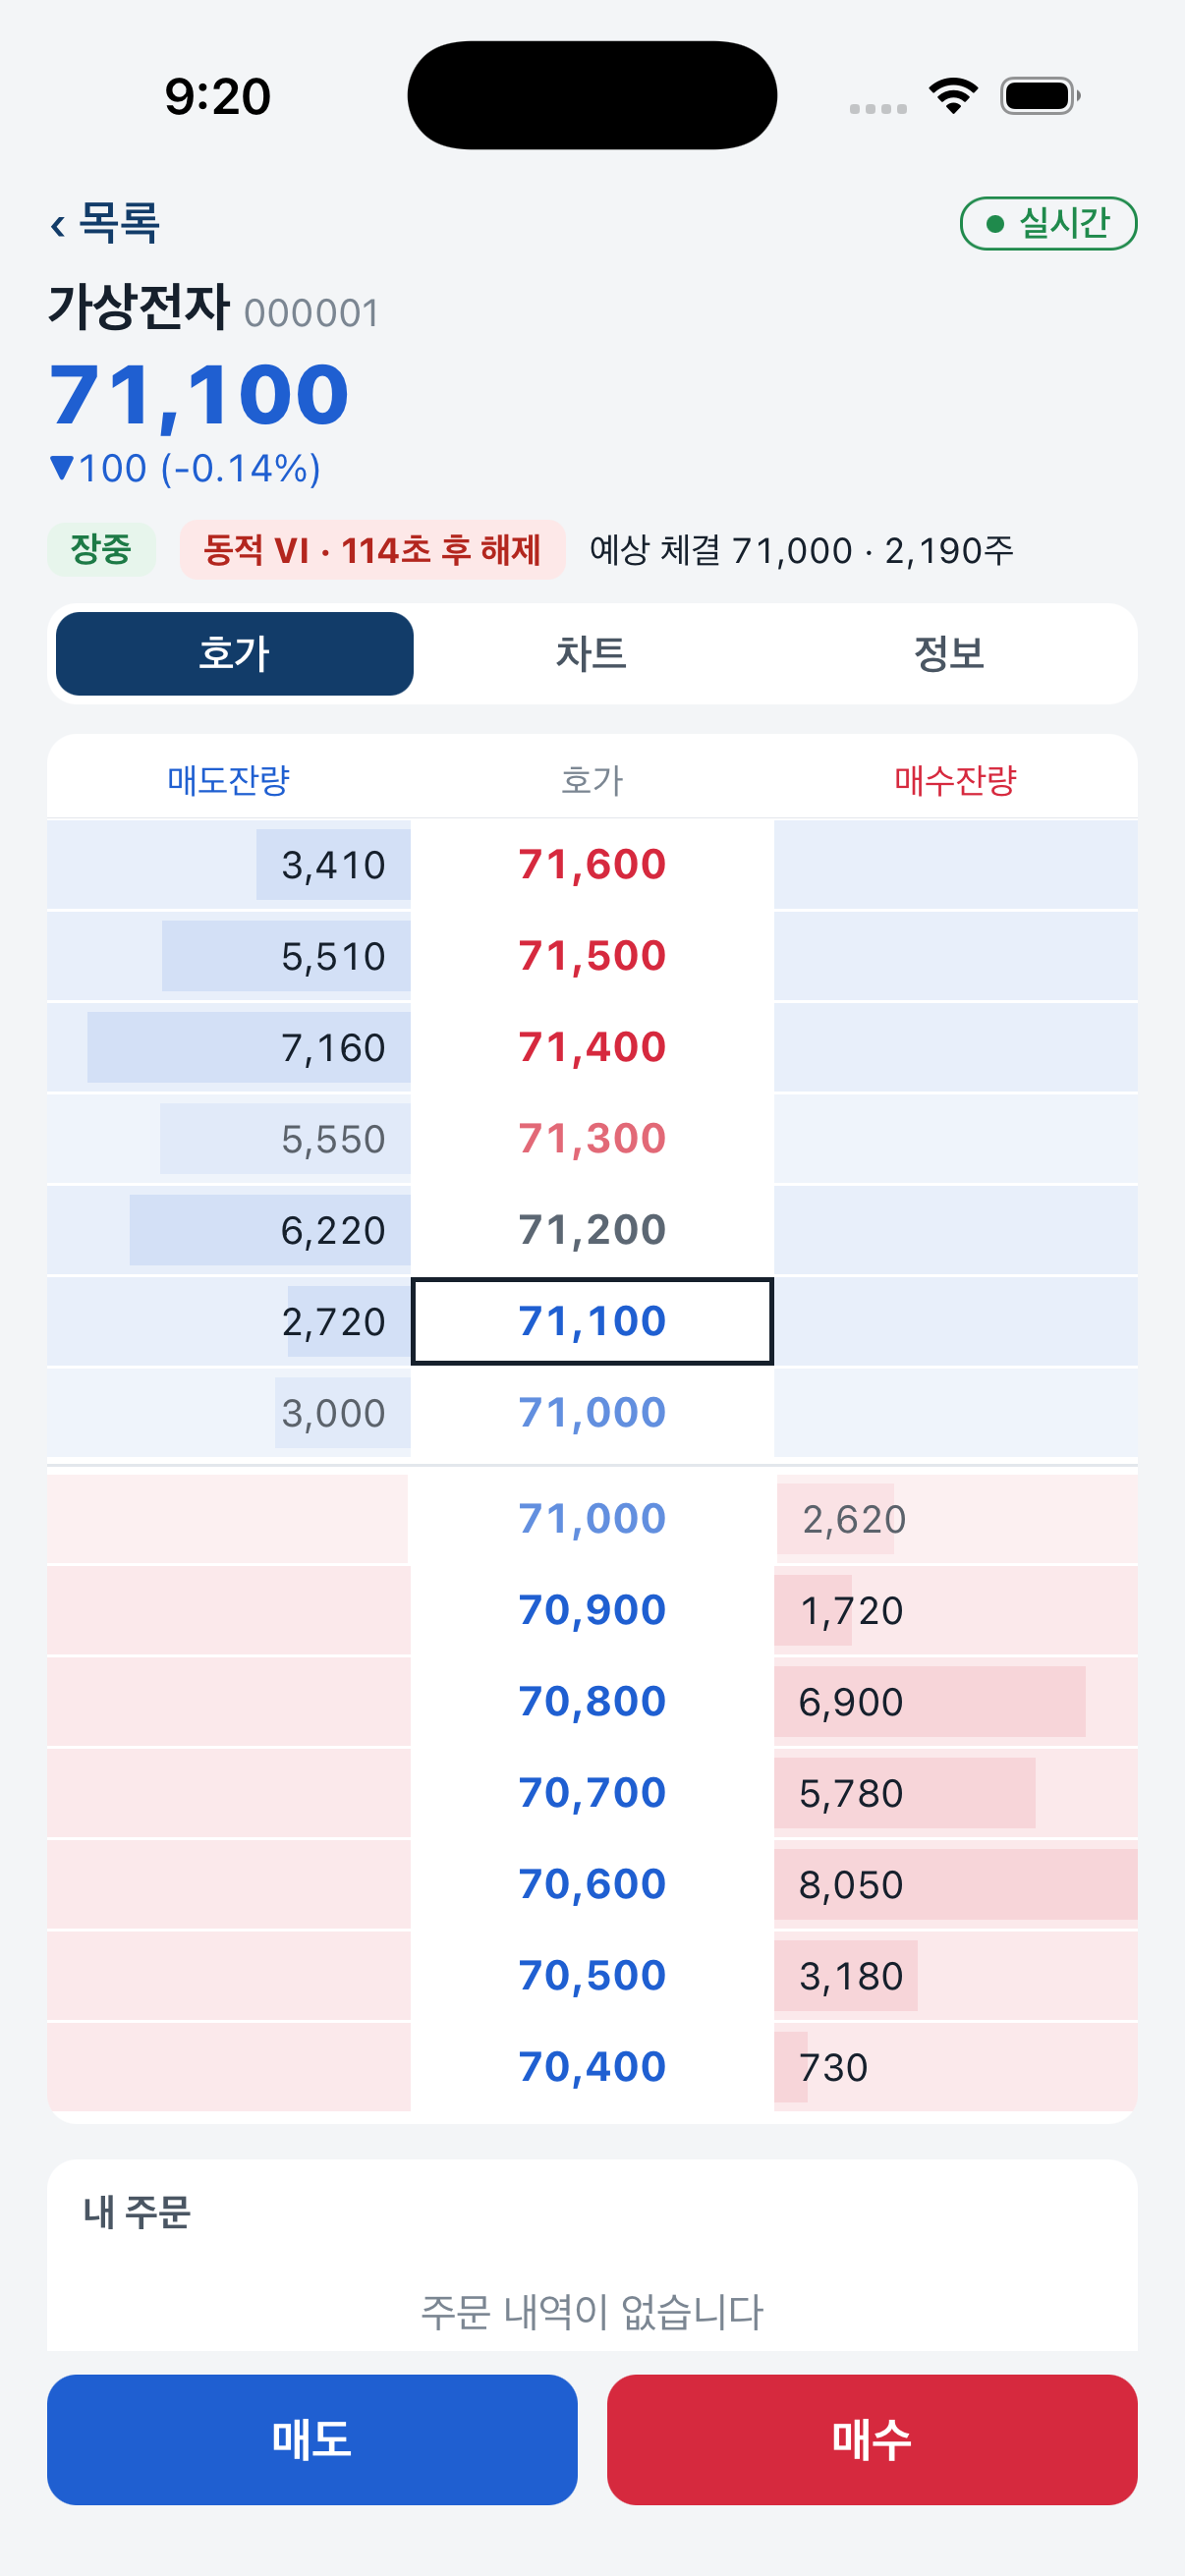 9:20
‹ 목록
실시간
가상전자 000001
71,100
▼100 (-0.14%)
장중 동적 VI · 114초 후 해제 예상 체결 71,000 · 2,190주
호가 차트 정보
매도잔량 호가 매수잔량
3,410 71,600
5,510 71,500
7,160 71,400
5,550 71,300
6,220 71,200
2,720 71,100
3,000 71,000
71,000 2,620
70,900 1,720
70,800 6,900
70,700 5,780
70,600 8,050
70,500 3,180
70,400 730
내 주문
주문 내역이 없습니다
매도 매수